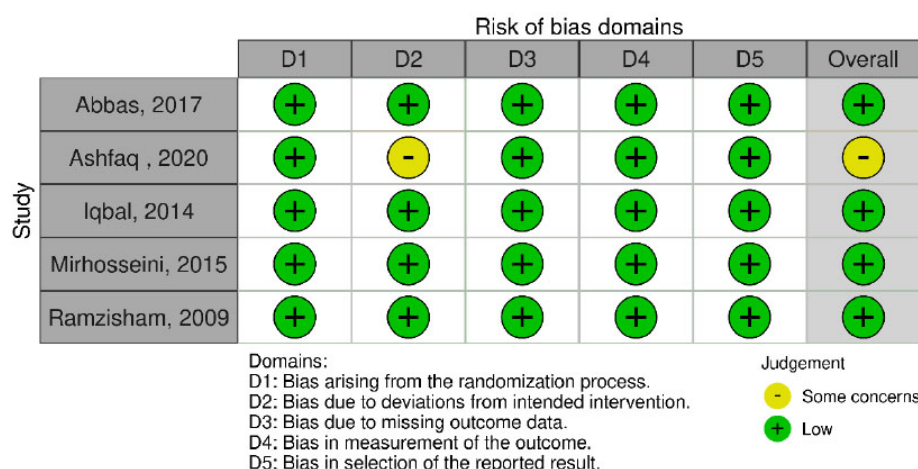 Risk of bias domains
D1 D2 D3 D4 D5 Overall
Study
Abbas, 2017 + + + + + +
Ashfaq , 2020 + - + + + -
Iqbal, 2014 + + + + + +
Mirhosseini, 2015 + + + + + +
Ramzisham, 2009 + + + + + +
Domains:
D1: Bias arising from the randomization process.
D2: Bias due to deviations from intended intervention.
D3: Bias due to missing outcome data.
D4: Bias in measurement of the outcome.
D5: Bias in selection of the reported result.
Judgement
- Some concerns
+ Low